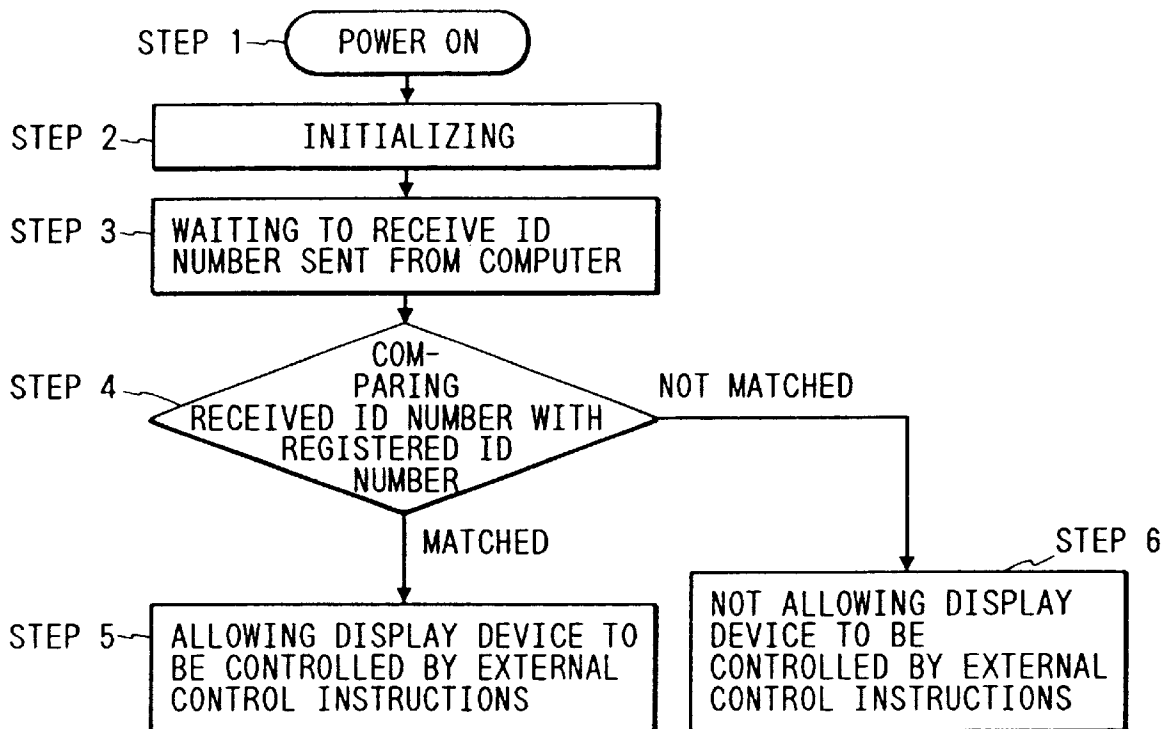 STEP 1
POWER ON
STEP 2
INITIALIZING
STEP 3
WAITING TO RECEIVE ID
NUMBER SENT FROM COMPUTER
STEP 4
COM-
PARING
RECEIVED ID NUMBER WITH
REGISTERED ID
NUMBER
NOT MATCHED
MATCHED
STEP 5
ALLOWING DISPLAY DEVICE TO
BE CONTROLLED BY EXTERNAL
CONTROL INSTRUCTIONS
STEP 6
NOT ALLOWING DISPLAY
DEVICE TO BE
CONTROLLED BY EXTERNAL
CONTROL INSTRUCTIONS